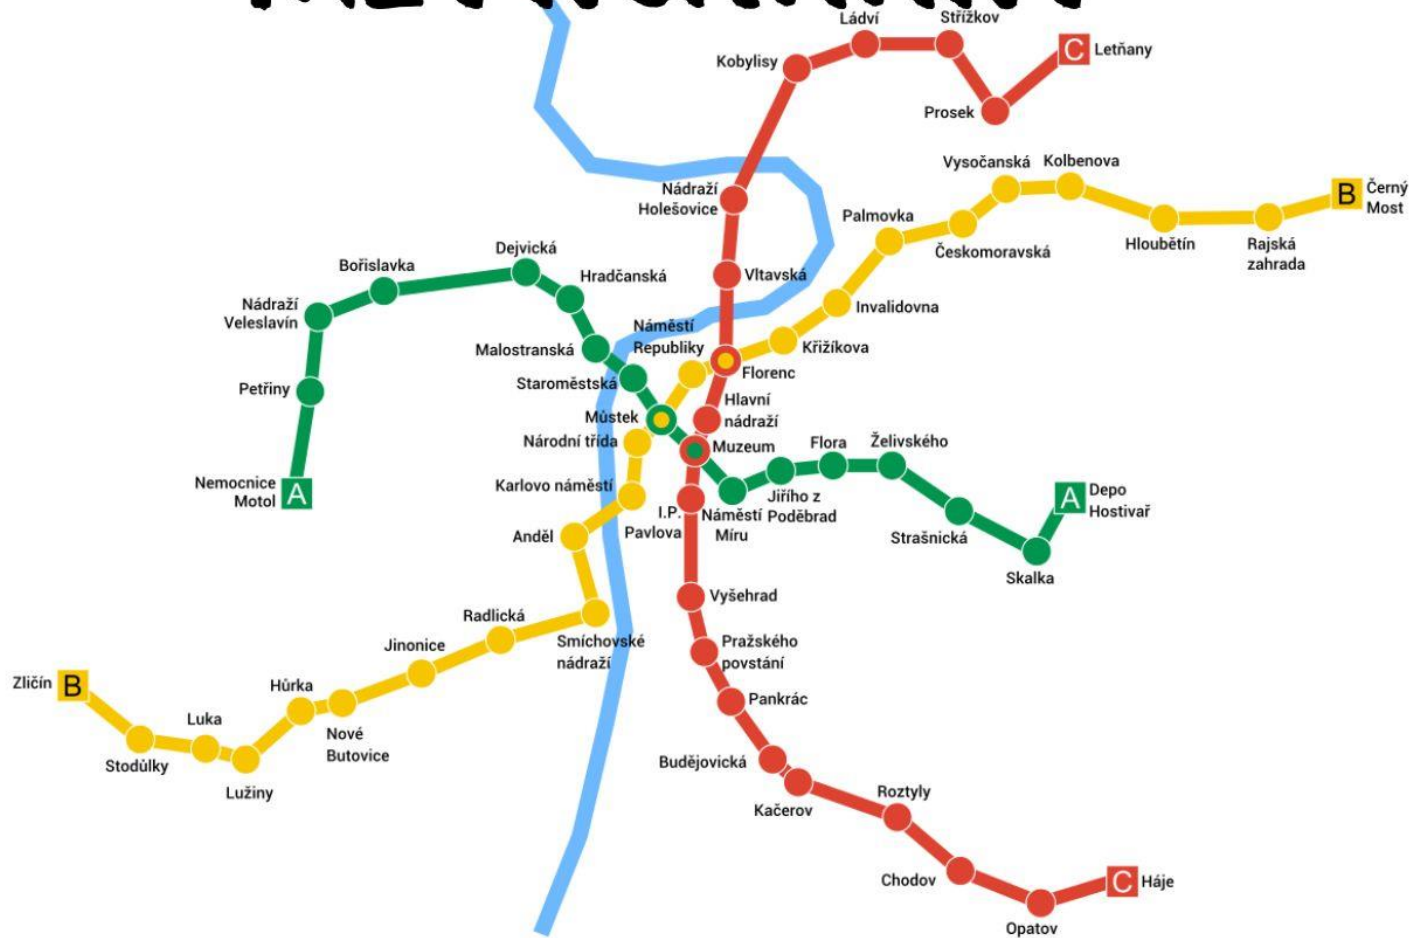 Ládví
Střížkov
C
Letňany
Kobylisy
Prosek
Vysočanská
Kolbenova
Nádraží
Holešovice
B
Černý
Most
Palmovka
Českomoravská
Hloubětín
Rajská
zahrada
Dejvická
Bořislavka
Hradčanská
Vltavská
Nádraží
Veleslavín
Invalidovna
Náměstí
Republiky
Malostranská
Křižíkova
Staroměstská
Florenc
Petřiny
Hlavní
nádraží
Můstek
Národní třída
Muzeum
Flora
Želivského
Nemocnice
Motol
A
Karlovo náměstí
Jiřího z
Poděbrad
A
Depo
Hostivař
I.P.
Pavlova
Náměstí
Míru
Anděl
Strašnická
Skalka
Vyšehrad
Radlická
Jinonice
Smíchovské
nádraží
Pražského
povstání
Zličín
B
Hůrka
Pankrác
Luka
Nové
Butovice
Stodůlky
Budějovická
Lužiny
Kačerov
Roztyly
Chodov
C
Háje
Opatov